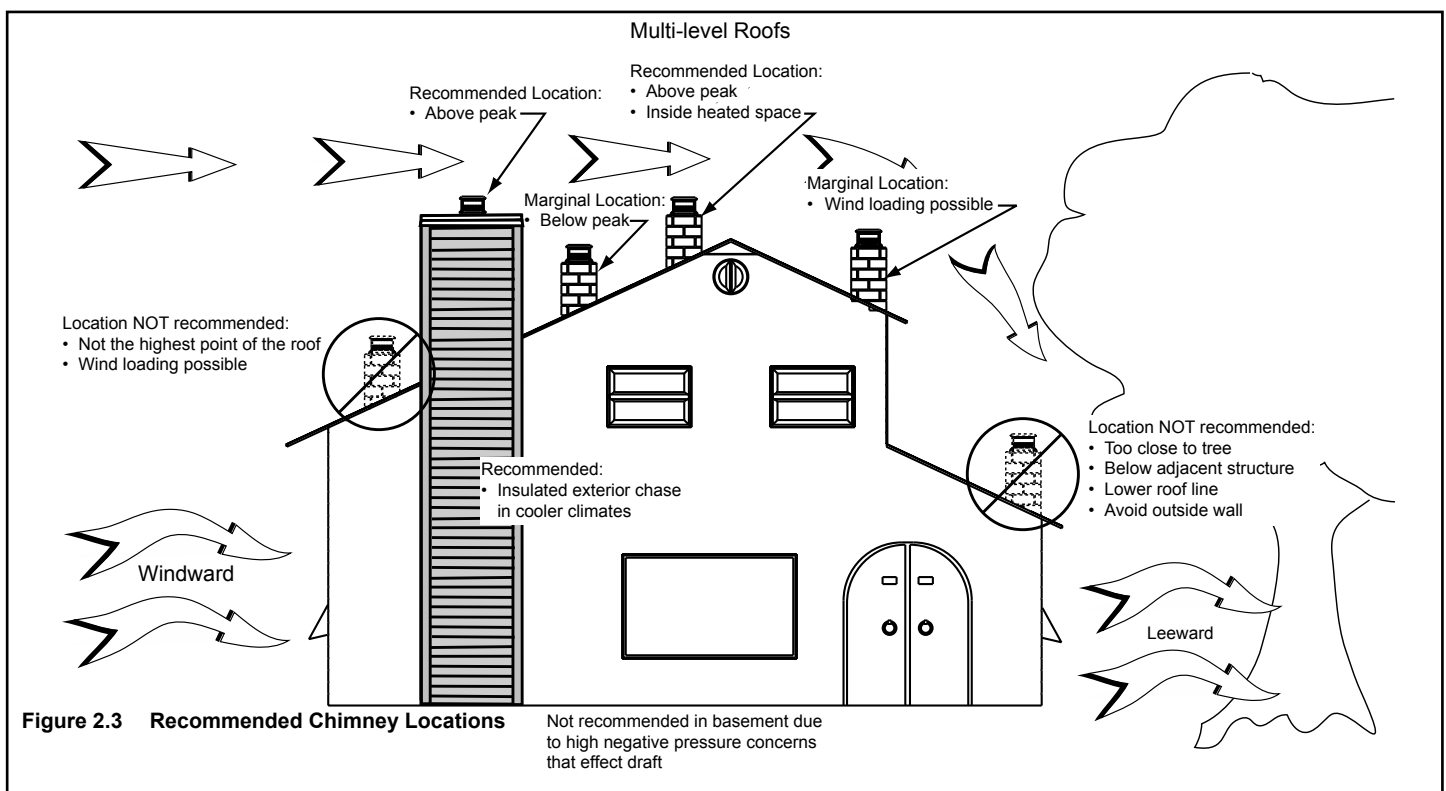 Multi-level Roofs
Recommended Location:
• Above peak
Recommended Location:
• Above peak
• Inside heated space
Marginal Location:
• Below peak
Marginal Location:
• Wind loading possible
Location NOT recommended:
• Not the highest point of the roof
• Wind loading possible
Location NOT recommended:
• Too close to tree
• Below adjacent structure
• Lower roof line
• Avoid outside wall
Recommended:
• Insulated exterior chase
in cooler climates
Windward
Leeward
Figure 2.3 Recommended Chimney Locations
Not recommended in basement due
to high negative pressure concerns
that effect draft